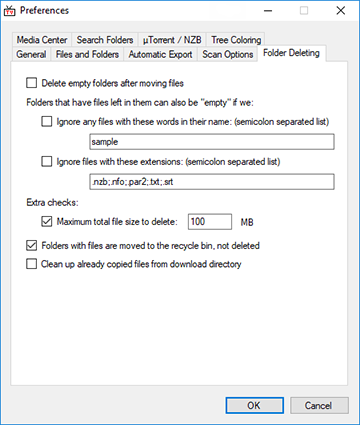 Preferences
Media Center Search Folders µTorrent / NZB Tree Coloring
General Files and Folders Automatic Export Scan Options Folder Deleting
Delete empty folders after moving files
Folders that have files left in them can also be "empty" if we:
Ignore any files with these words in their name: (semicolon separated list)
sample
Ignore files with these extensions: (semicolon separated list)
.nzb;.nfo;.par2;.txt;.srt
Extra checks:
Maximum total file size to delete: 100 MB
Folders with files are moved to the recycle bin, not deleted
Clean up already copied files from download directory
OK Cancel